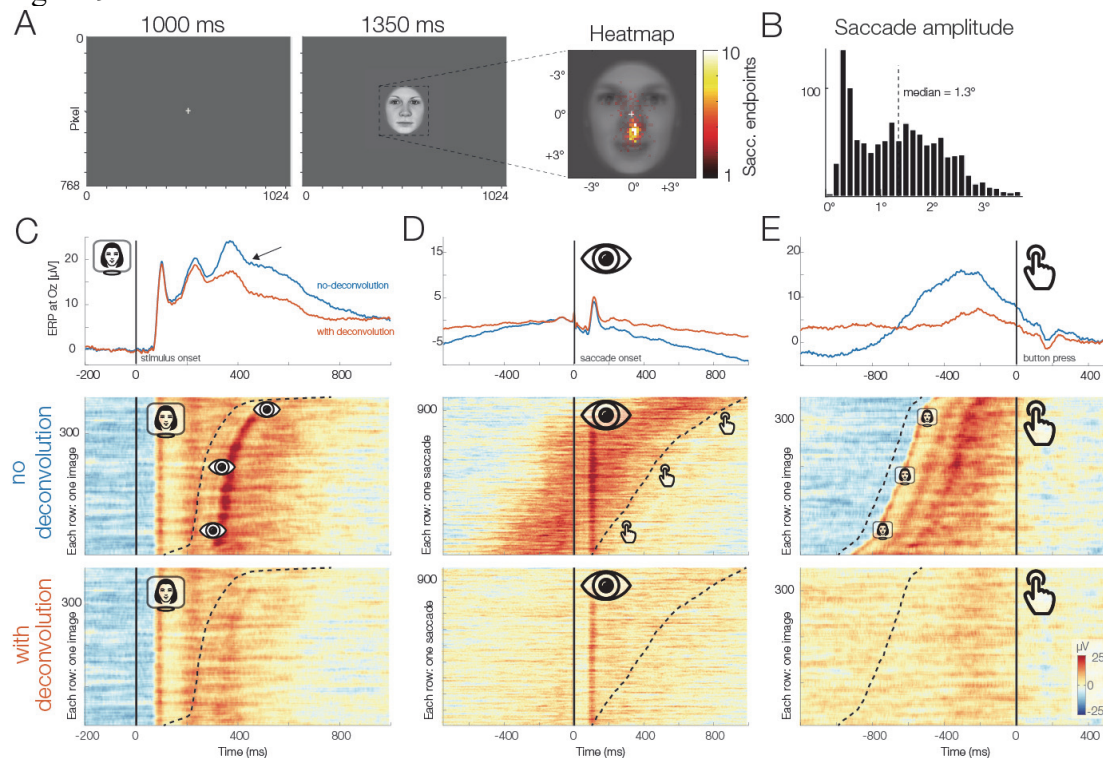 A
1000 ms
1350 ms
Heatmap
B
Saccade amplitude
0
Pixel
768
0
1024
0
1024
-3°
0°
+3°
-3°
0°
+3°
10
1
Sacc. endpoints
100
median = 1.3°
0°
1°
2°
3°
C
D
E
ERP at Oz [µV]
20
10
0
no-deconvolution
with deconvolution
stimulus onset
-200
0
400
800
15
5
-5
saccade onset
-400
0
400
800
20
10
0
button press
-800
-400
0
400
no
deconvolution
Each row: one image
300
Each row: one saccade
900
Each row: one image
300
with
deconvolution
Each row: one image
300
Each row: one saccade
900
Each row: one image
300
µV
25
0
-25
-200
0
400
800
Time (ms)
-400
0
400
800
Time (ms)
-800
-400
0
400
Time (ms)